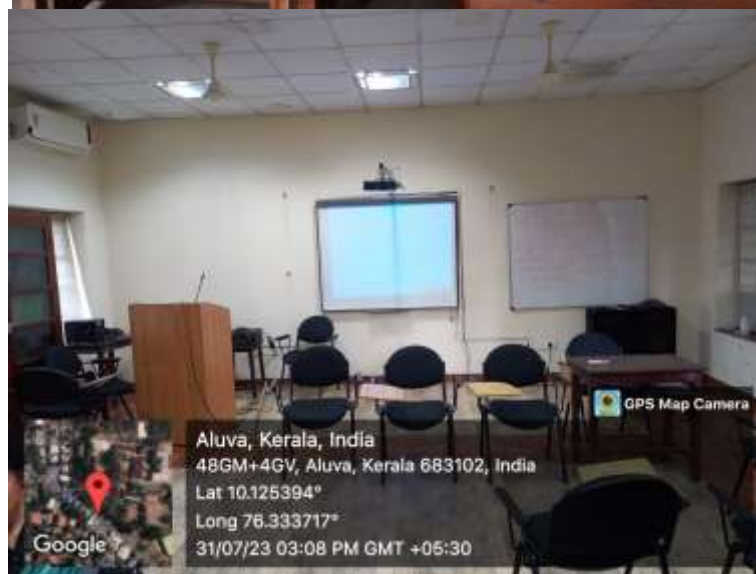 GPS Map Camera
Aluva, Kerala, India
48GM+4GV, Aluva, Kerala 683102, India
Lat 10.125394°
Long 76.333717°
31/07/23 03:08 PM GMT +05:30
Google